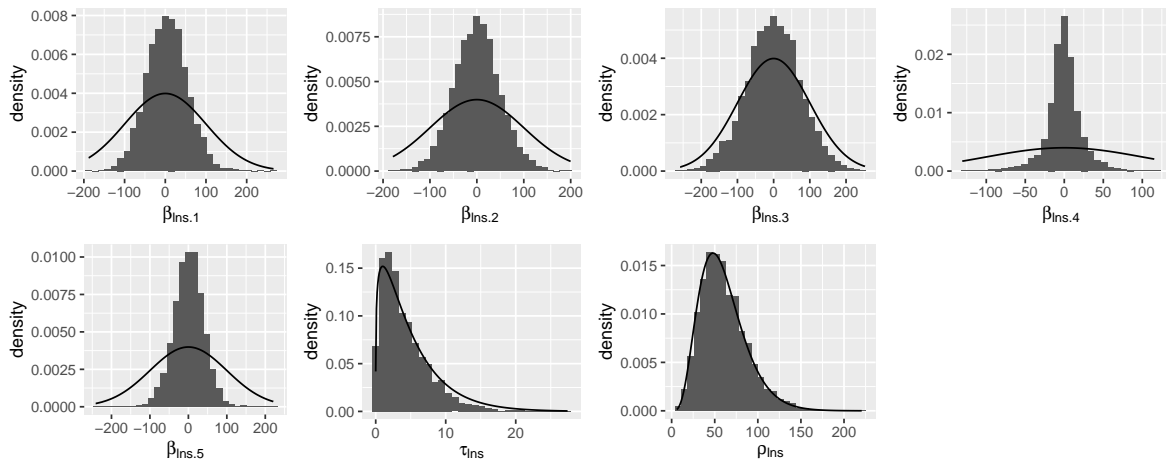 0.008
0.006
0.004
0.002
0.000
density
−200 −100 0 100 200
βlns.1
0.0075
0.0050
0.0025
0.0000
density
−200 −100 0 100 200
βlns.2
0.004
0.002
0.000
density
−200 −100 0 100 200
βlns.3
0.02
0.01
0.00
density
−100 −50 0 50 100
βlns.4
0.0100
0.0075
0.0050
0.0025
0.0000
density
−200 −100 0 100 200
βlns.5
0.15
0.10
0.05
0.00
density
0 10 20
τlns
0.015
0.010
0.005
0.000
density
0 50 100 150 200
ρlns